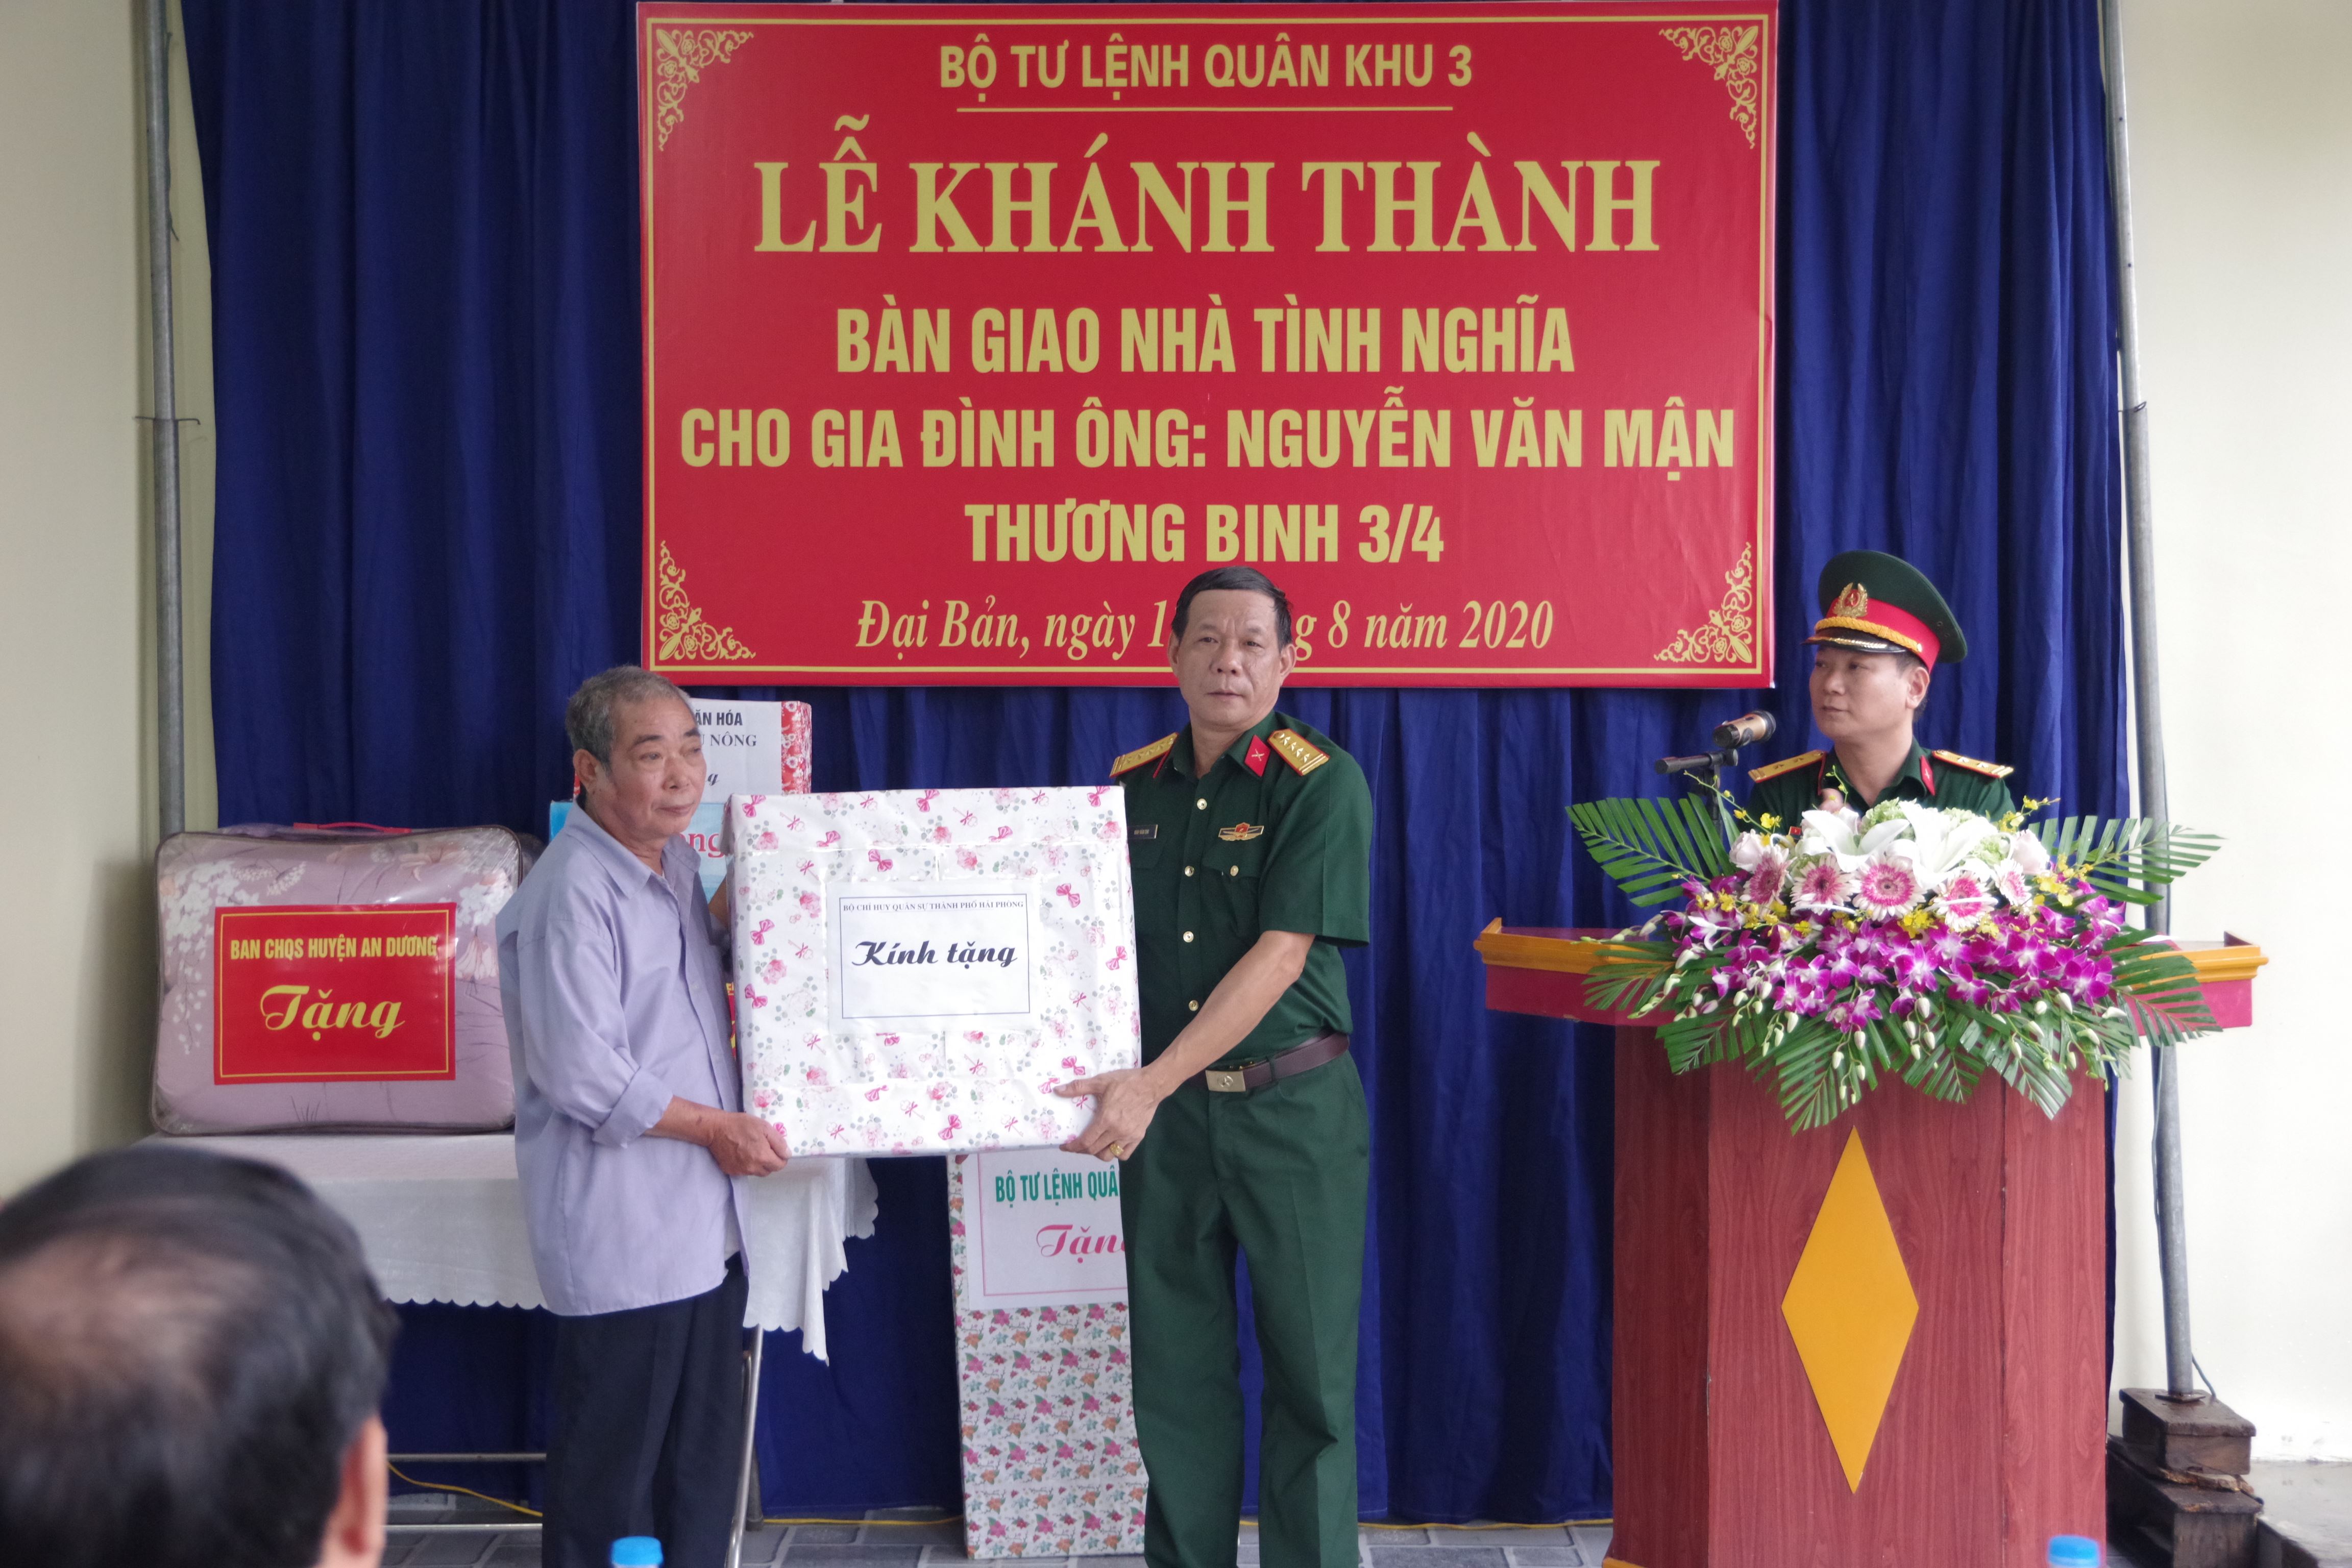 BỘ TƯ LỆNH QUÂN KHU 3
LỄ KHÁNH THÀNH
BÀN GIAO NHÀ TÌNH NGHĨA
CHO GIA ĐÌNH ÔNG: NGUYỄN VĂN MẬN
THƯƠNG BINH 3/4
Đại Bản, ngày 8 năm 2020
HÓA
NÔNG
BAN CHQS HUYỆN AN DƯƠNG
Tặng
BỘ CHỈ HUY QUÂN SỰ THÀNH PHỐ HẢI PHÒNG
Kính tặng
BỘ TƯ LỆNH